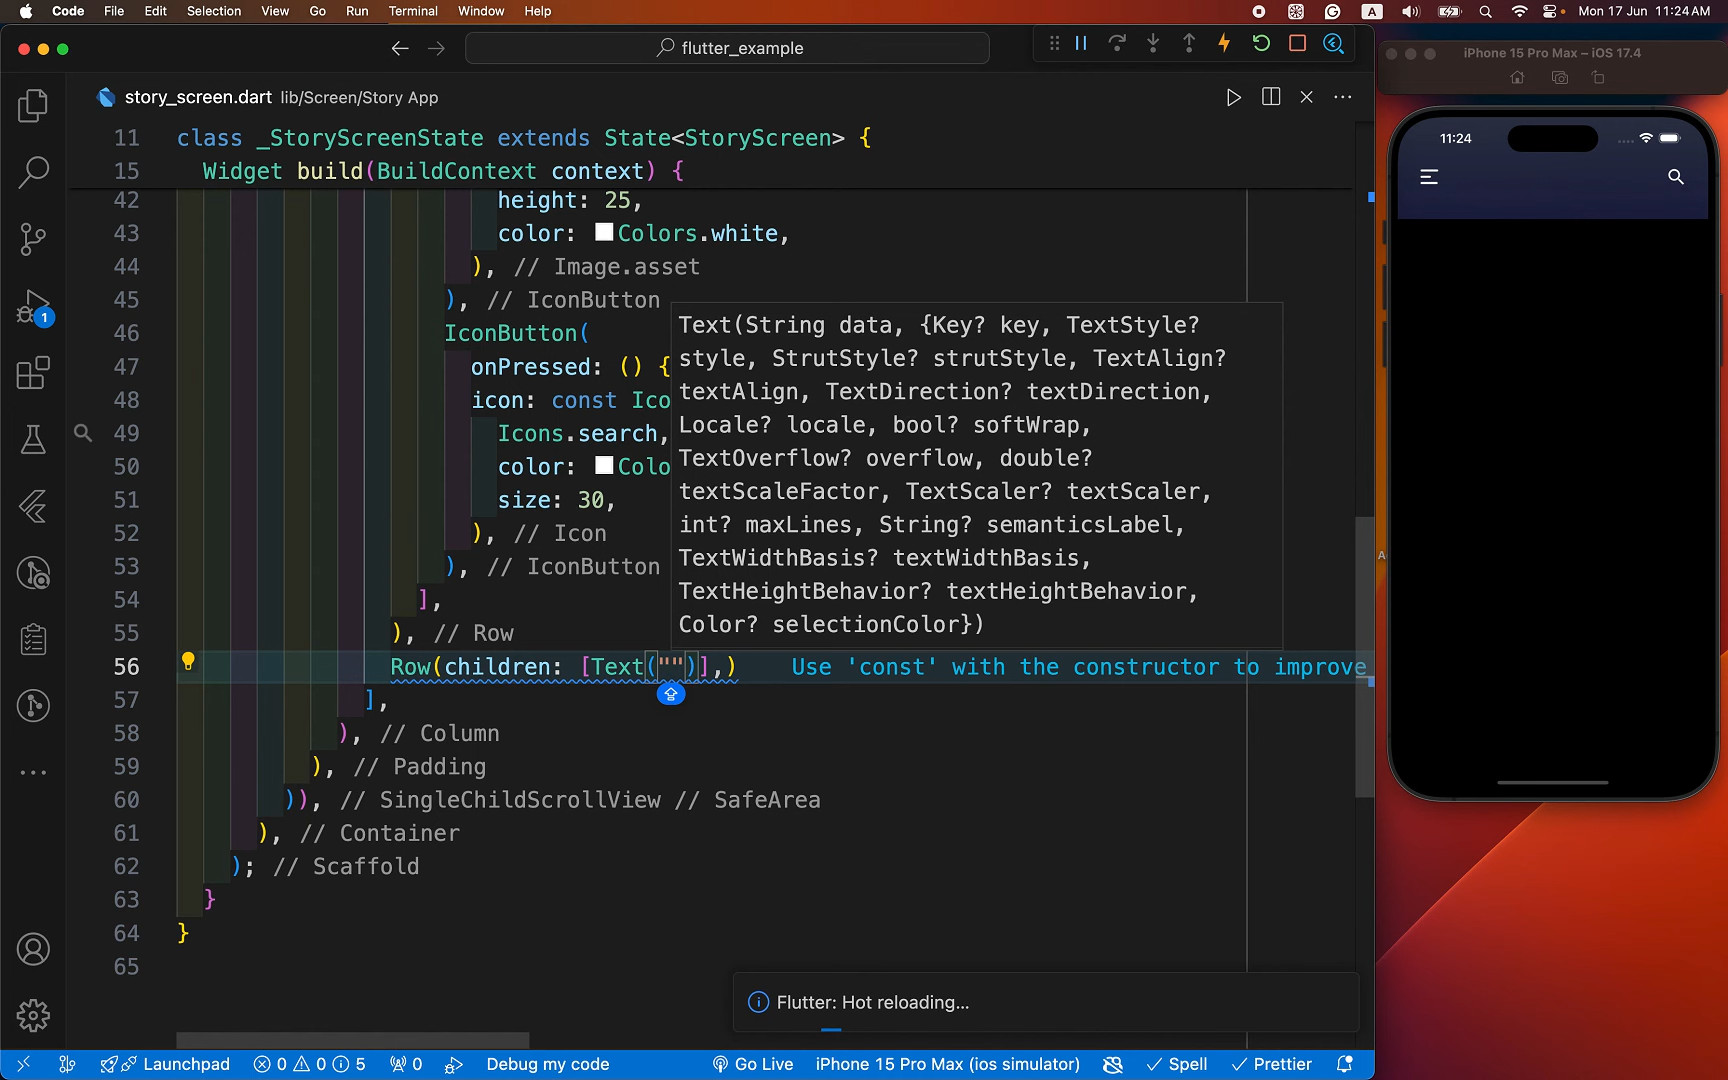 Code File Edit Selection View Go Run Terminal Window Help
A
Mon 17 Jun 11:24 AM
flutter_example
story_screen.dart lib/Screen/Story App
11 class _StoryScreenState extends State<StoryScreen> {
15 Widget build(BuildContext context) {
42 height: 25,
43 color: Colors.white,
44 ), // Image.asset
45 ), // IconButton
46 IconButton(
47 onPressed: () {
48 icon: const Ico
49 Icons.search,
50 color: Colo
51 size: 30,
52 ), // Icon
53 ), // IconButton
54 ],
55 ), // Row
56 Row(children: [Text("")],) Use 'const' with the constructor to improve
57 ],
58 ), // Column
59 ), // Padding
60 )), // SingleChildScrollView // SafeArea
61 ), // Container
62 ); // Scaffold
63 }
64 }
65
Text(String data, {Key? key, TextStyle?
style, StrutStyle? strutStyle, TextAlign?
textAlign, TextDirection? textDirection,
Locale? locale, bool? softWrap,
TextOverflow? overflow, double?
textScaleFactor, TextScaler? textScaler,
int? maxLines, String? semanticsLabel,
TextWidthBasis? textWidthBasis,
TextHeightBehavior? textHeightBehavior,
Color? selectionColor})
1
Flutter: Hot reloading...
Launchpad 0 0 5 0 Debug my code Go Live iPhone 15 Pro Max (ios simulator) Spell Prettier
iPhone 15 Pro Max – iOS 17.4
11:24